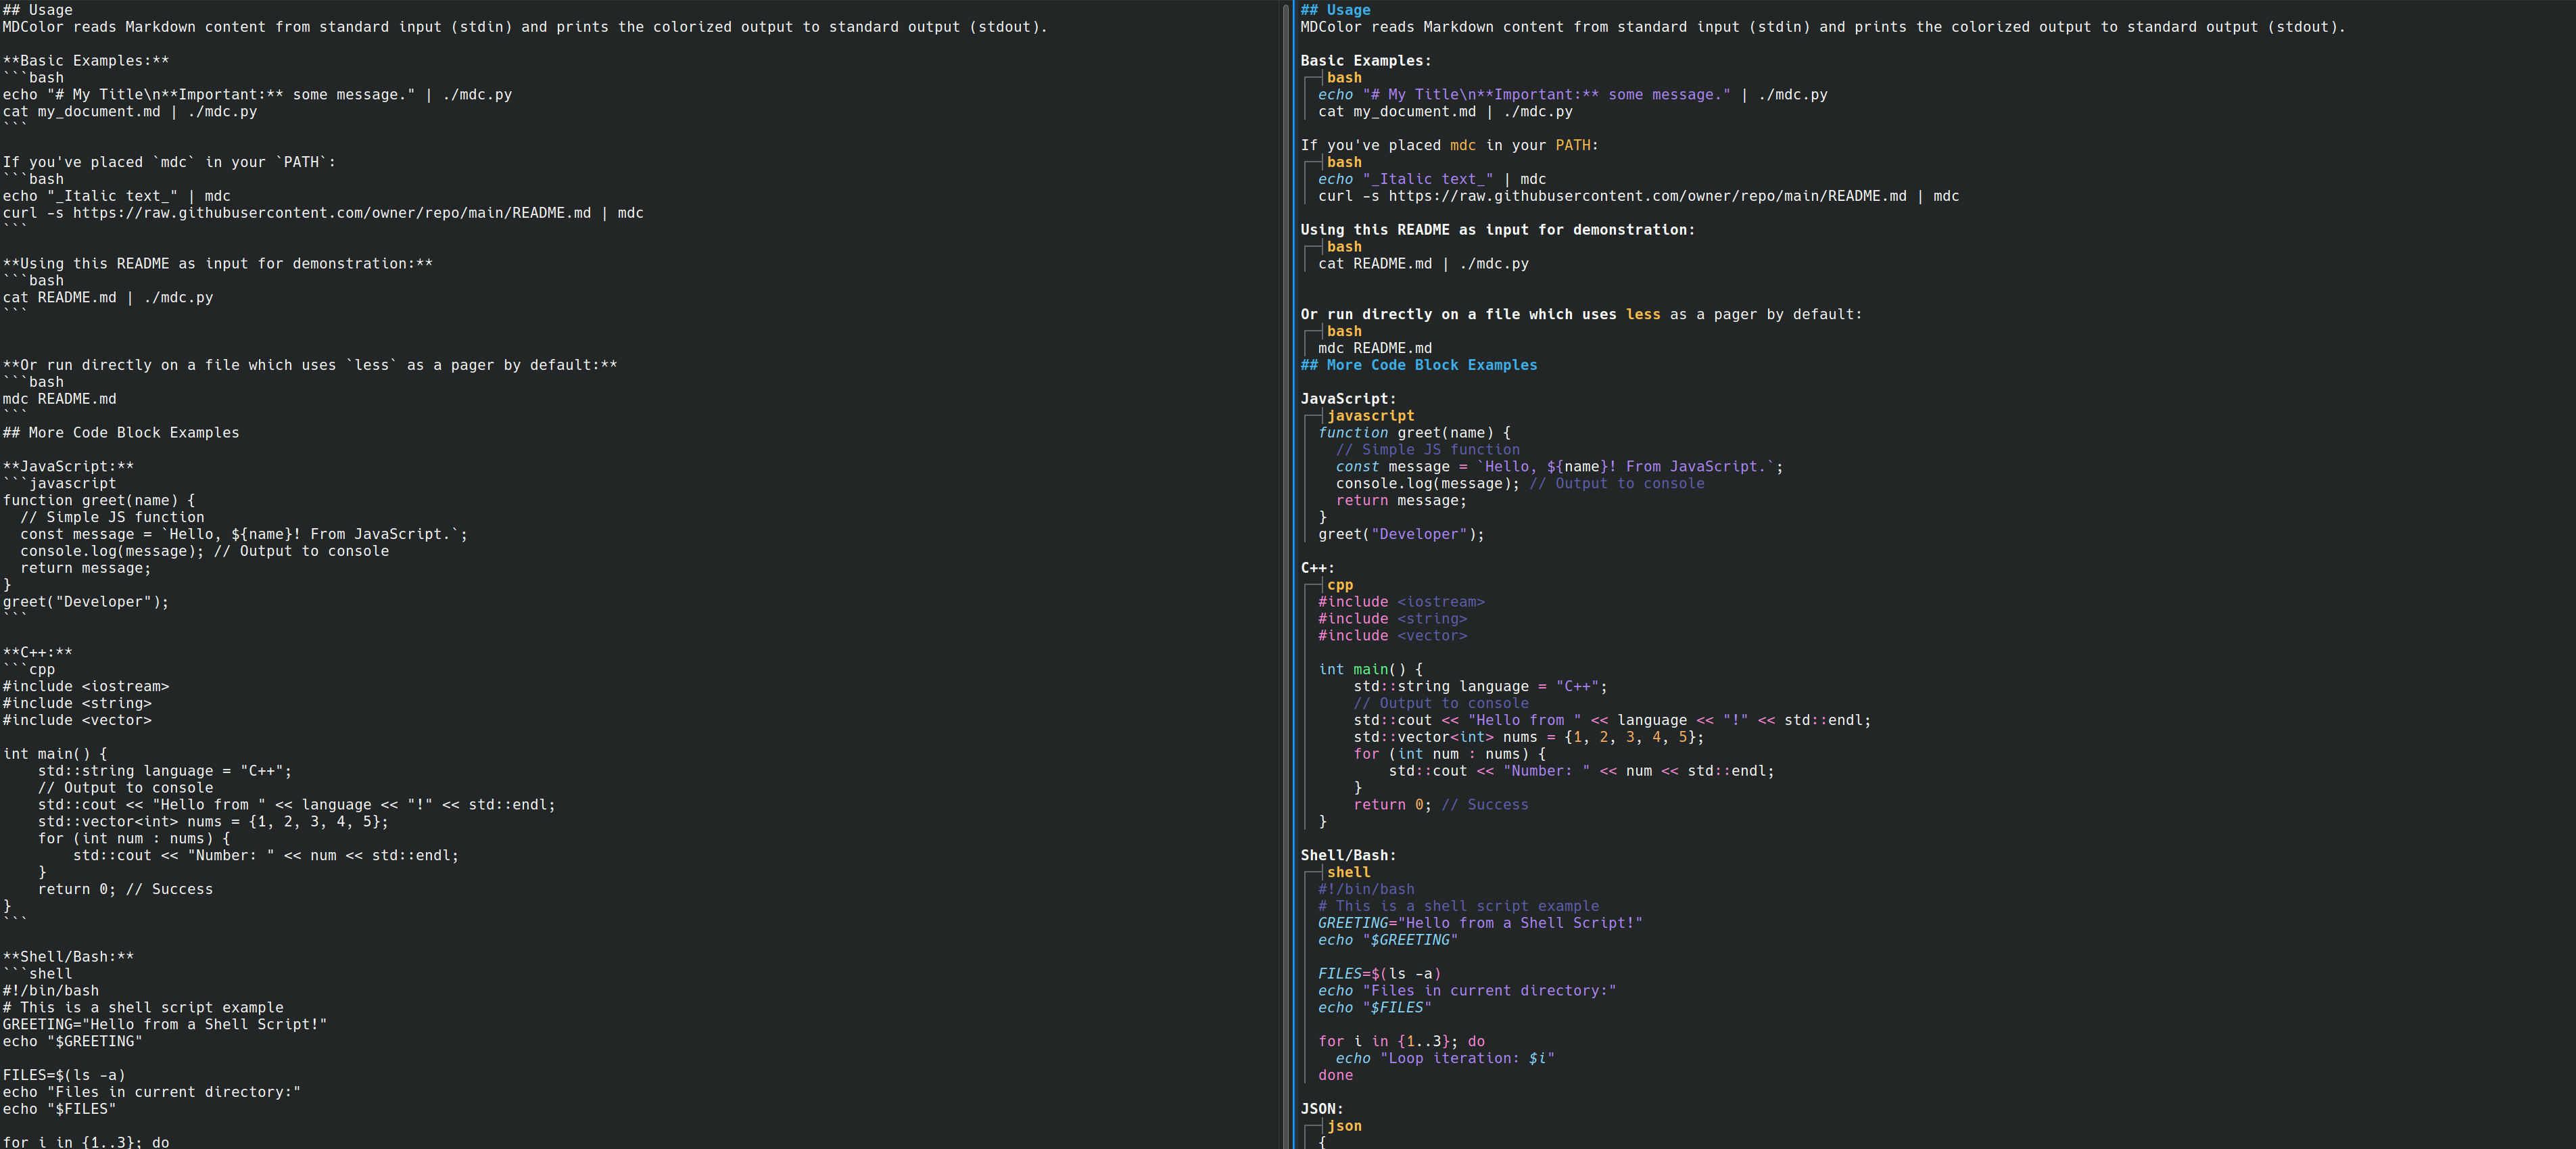 ## Usage
MDColor reads Markdown content from standard input (stdin) and prints the colorized output to standard output (stdout).

**Basic Examples:**
```bash
echo "# My Title\n**Important:** some message." | ./mdc.py
cat my_document.md | ./mdc.py
```

If you've placed `mdc` in your `PATH`:
```bash
echo "_Italic text_" | mdc
curl -s https://raw.githubusercontent.com/owner/repo/main/README.md | mdc
```

**Using this README as input for demonstration:**
```bash
cat README.md | ./mdc.py
```


**Or run directly on a file which uses `less` as a pager by default:**
```bash
mdc README.md
```
## More Code Block Examples

**JavaScript:**
```javascript
function greet(name) {
  // Simple JS function
  const message = `Hello, ${name}! From JavaScript.`;
  console.log(message); // Output to console
  return message;
}
greet("Developer");
```

**C++:**
```cpp
#include <iostream>
#include <string>
#include <vector>

int main() {
    std::string language = "C++";
    // Output to console
    std::cout << "Hello from " << language << "!" << std::endl;
    std::vector<int> nums = {1, 2, 3, 4, 5};
    for (int num : nums) {
        std::cout << "Number: " << num << std::endl;
    }
    return 0; // Success
}
```

**Shell/Bash:**
```shell
#!/bin/bash
# This is a shell script example
GREETING="Hello from a Shell Script!"
echo "$GREETING"

FILES=$(ls -a)
echo "Files in current directory:"
echo "$FILES"

for i in {1..3}; do
## Usage
MDColor reads Markdown content from standard input (stdin) and prints the colorized output to standard output (stdout).

Basic Examples:
bash
echo "# My Title\n**Important:** some message." | ./mdc.py
cat my_document.md | ./mdc.py

If you've placed mdc in your PATH:
bash
echo "_Italic text_" | mdc
curl -s https://raw.githubusercontent.com/owner/repo/main/README.md | mdc

Using this README as input for demonstration:
bash
cat README.md | ./mdc.py


Or run directly on a file which uses less as a pager by default:
bash
mdc README.md
## More Code Block Examples

JavaScript:
javascript
function greet(name) {
  // Simple JS function
  const message = `Hello, ${name}! From JavaScript.`;
  console.log(message); // Output to console
  return message;
}
greet("Developer");

C++:
cpp
#include <iostream>
#include <string>
#include <vector>

int main() {
    std::string language = "C++";
    // Output to console
    std::cout << "Hello from " << language << "!" << std::endl;
    std::vector<int> nums = {1, 2, 3, 4, 5};
    for (int num : nums) {
        std::cout << "Number: " << num << std::endl;
    }
    return 0; // Success
}

Shell/Bash:
shell
#!/bin/bash
# This is a shell script example
GREETING="Hello from a Shell Script!"
echo "$GREETING"

FILES=$(ls -a)
echo "Files in current directory:"
echo "$FILES"

for i in {1..3}; do
  echo "Loop iteration: $i"
done

JSON:
json
{